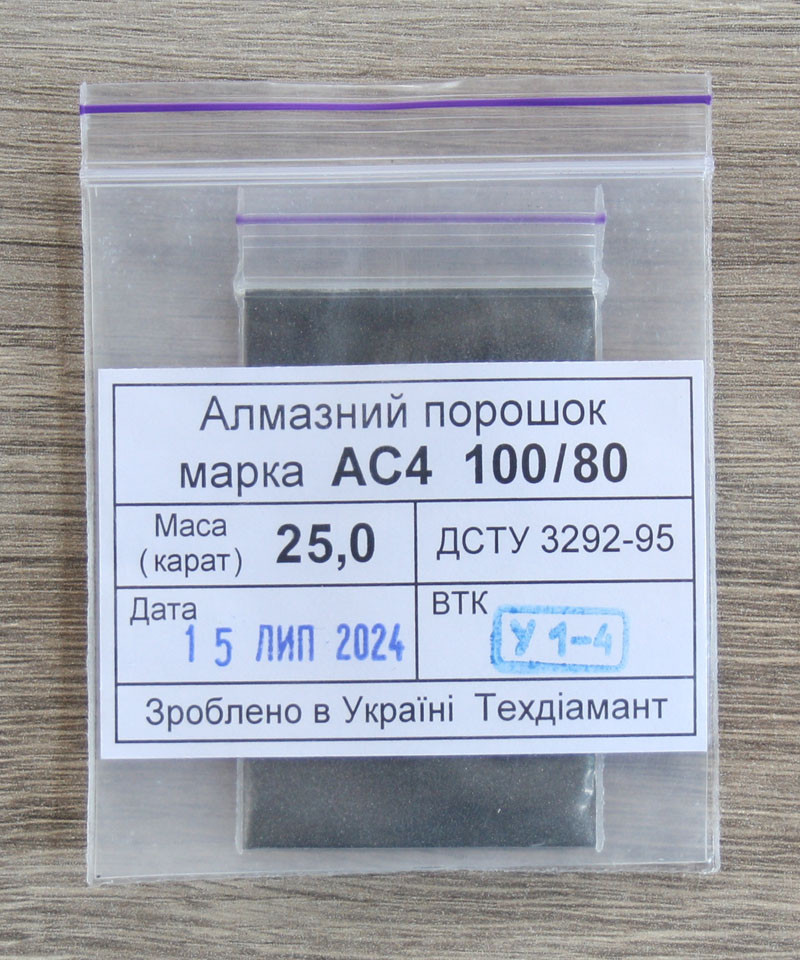 Алмазний порошок
марка АС4 100/80
Маса
(карат) 25,0
ДСТУ 3292-95
Дата
15 ЛИП 2024
ВТК
У 1-4
Зроблено в Україні Техдіамант